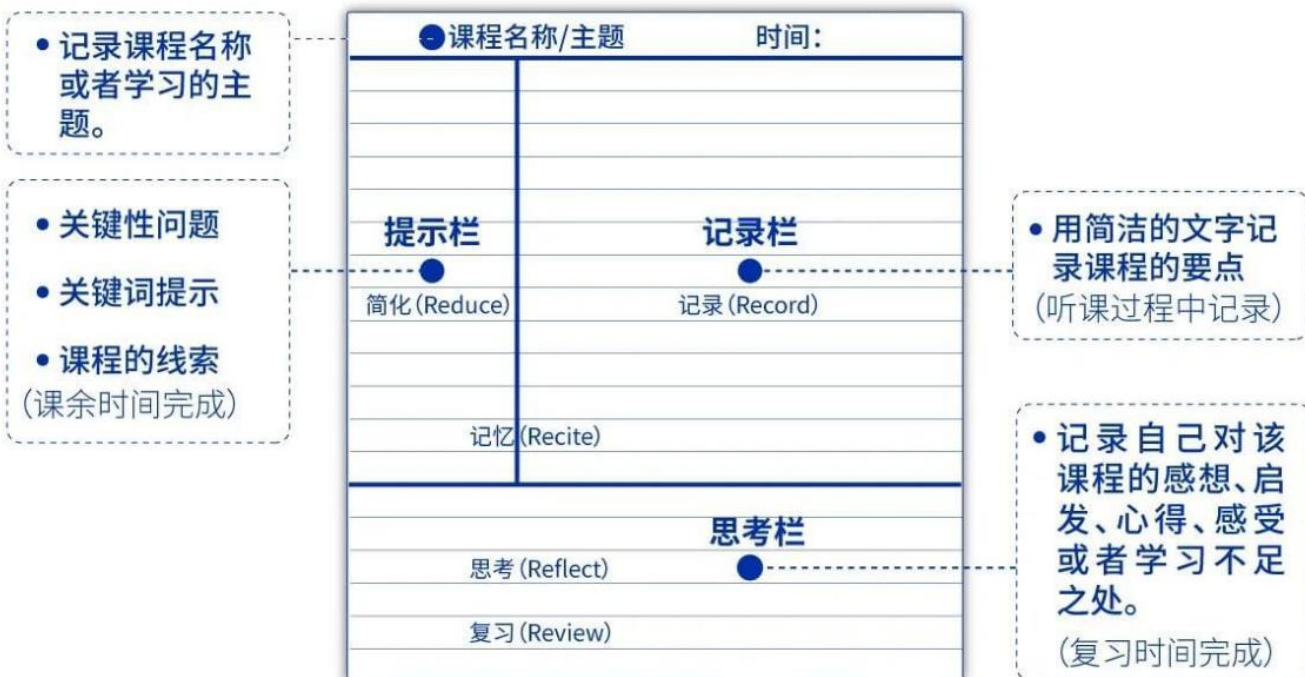 ● 课程名称/主题 时间：
• 记录课程名称
或者学习的主
题。
• 关键性问题
• 关键词提示
• 课程的线索
（课余时间完成）
提示栏
简化（Reduce）
记录栏
记录（Record）
• 用简洁的文字记
录课程的要点
（听课过程中记录）
记忆（Recite）
思考栏
思考（Reflect）
复习（Review）
• 记录自己对该
课程的感想、启
发、心得、感受
或者学习不足
之处。
（复习时间完成）